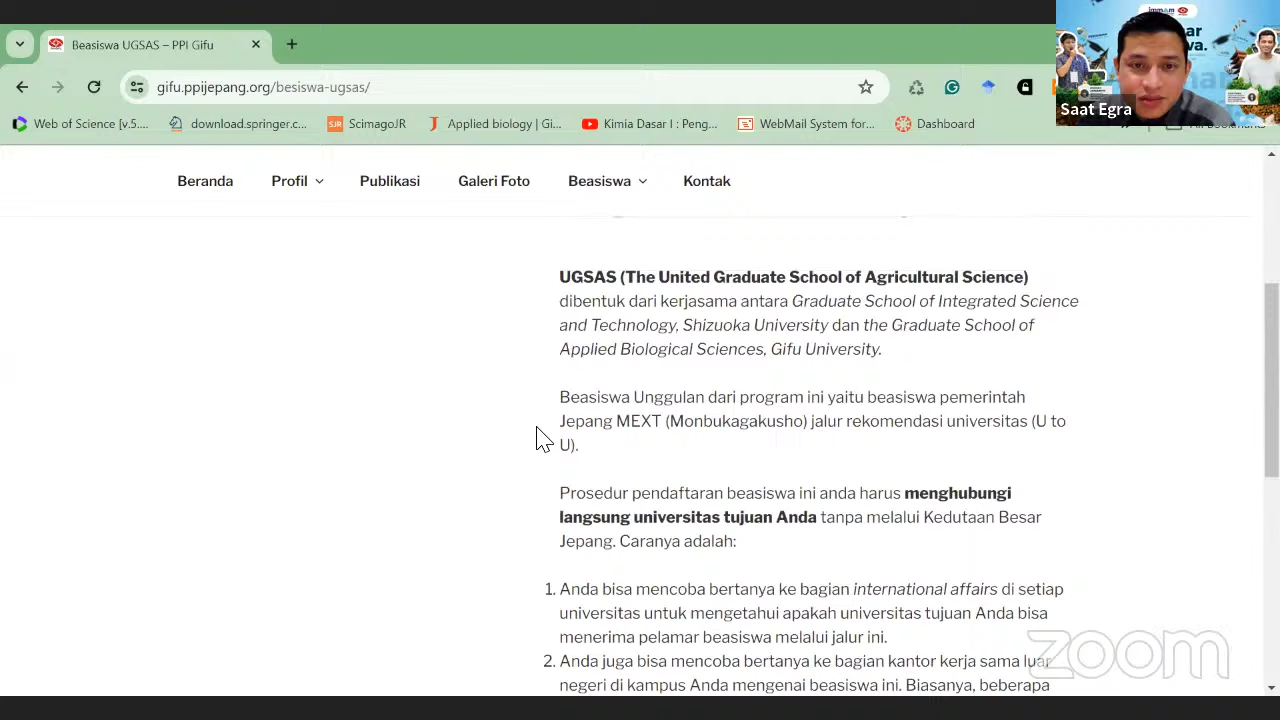 Beasiswa UGSAS – PPI Gifu
gifu.ppijepang.org/besiswa-ugsas/
Web of Science [v.5.... download.springer.c... SJR ScimagoJR Applied biology | Gi... Kimia Dasar I : Peng... WebMail System for... Dashboard
Saat Egra
Beranda Profil Publikasi Galeri Foto Beasiswa Kontak
UGSAS (The United Graduate School of Agricultural Science)
dibentuk dari kerjasama antara Graduate School of Integrated Science
and Technology, Shizuoka University dan the Graduate School of
Applied Biological Sciences, Gifu University.
Beasiswa Unggulan dari program ini yaitu beasiswa pemerintah
Jepang MEXT (Monbukagakusho) jalur rekomendasi universitas (U to
U).
Prosedur pendaftaran beasiswa ini anda harus menghubungi
langsung universitas tujuan Anda tanpa melalui Kedutaan Besar
Jepang. Caranya adalah:
1. Anda bisa mencoba bertanya ke bagian international affairs di setiap
universitas untuk mengetahui apakah universitas tujuan Anda bisa
menerima pelamar beasiswa melalui jalur ini.
2. Anda juga bisa mencoba bertanya ke bagian kantor kerja sama luar
negeri di kampus Anda mengenai beasiswa ini. Biasanya, beberapa
zoom